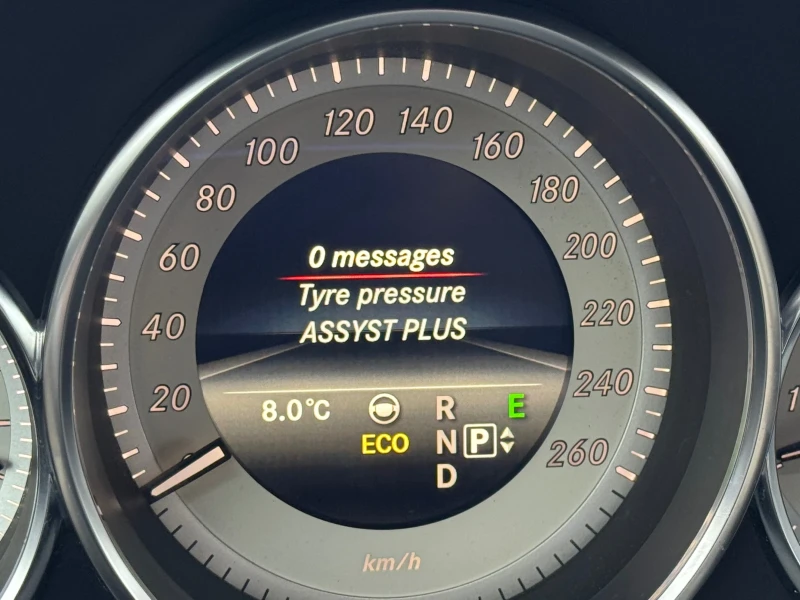 120 140
100 160
80 180
60 200
40 220
20 240
260
0 messages
Tyre pressure
ASSYST PLUS
8.0°C R E
ECO N P
D
km/h
1